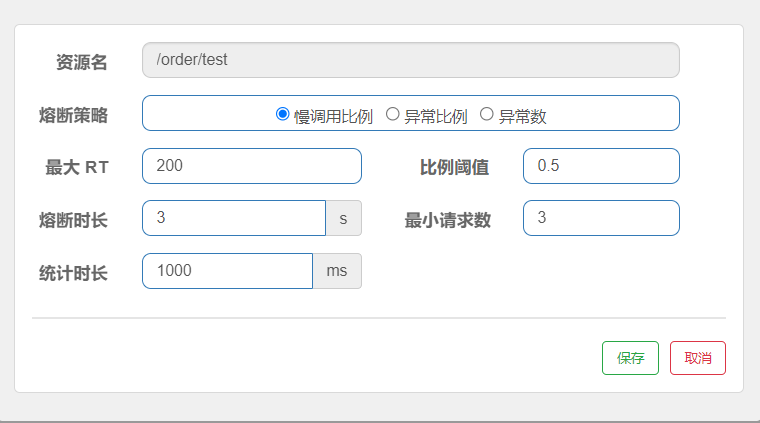 资源名 /order/test
熔断策略 慢调用比例 异常比例 异常数
最大 RT 200 比例阈值 0.5
熔断时长 3 s 最小请求数 3
统计时长 1000 ms
保存 取消